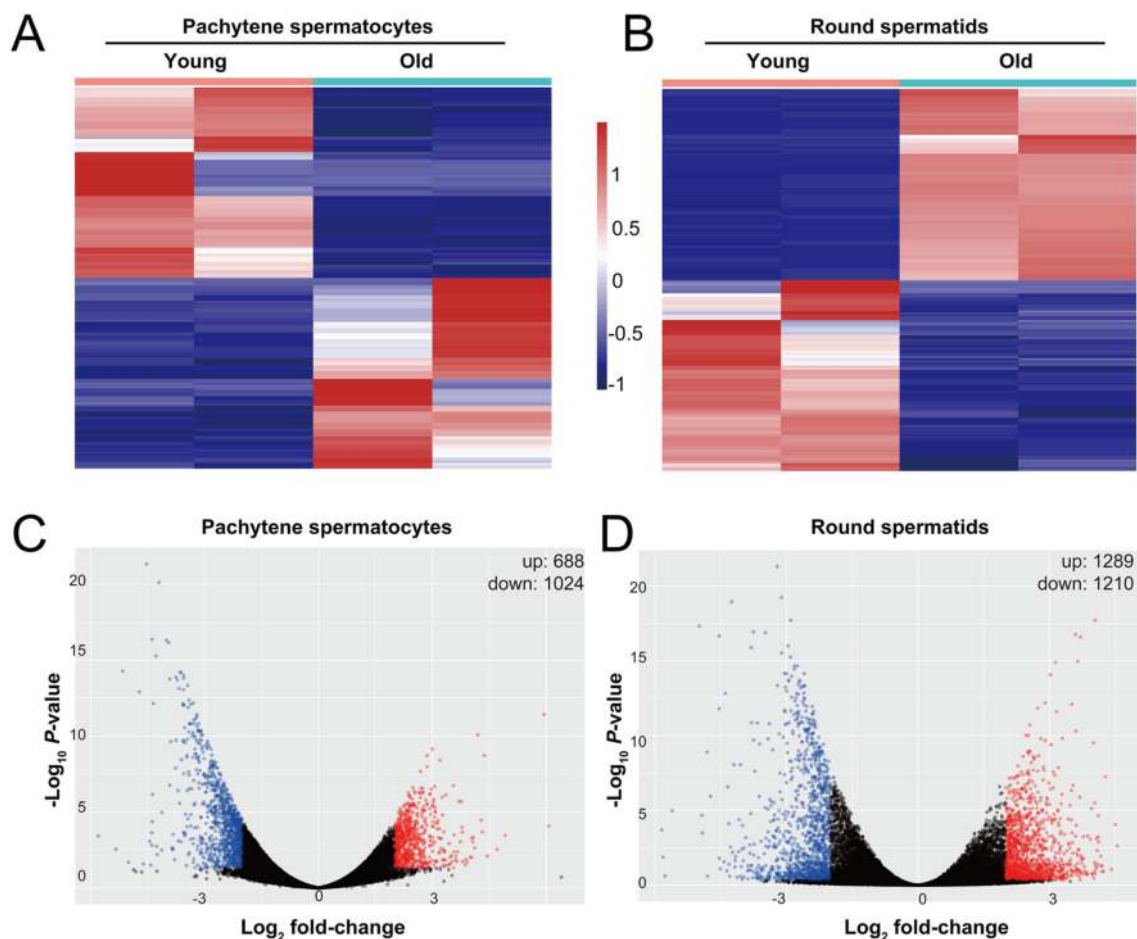 A
Pachytene spermatocytes
Young Old
1
0.5
0
-0.5
-1
B
Round spermatids
Young Old
C
Pachytene spermatocytes
up: 688
down: 1024
20
15
10
5
0
-3 0 3
-Log10 P-value
Log2 fold-change
D
Round spermatids
up: 1289
down: 1210
20
15
10
5
0
-3 0 3
-Log10 P-value
Log2 fold-change